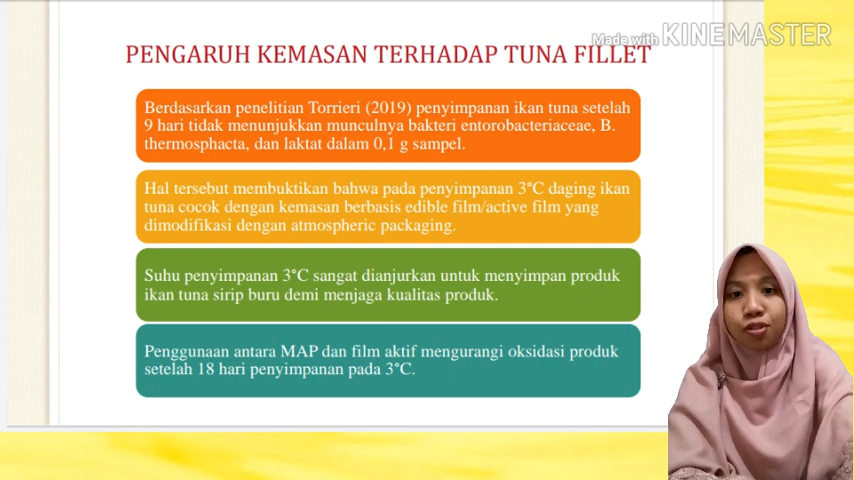 Made with KINEMASTER
PENGARUH KEMASAN TERHADAP TUNA FILLET
Berdasarkan penelitian Torrieri (2019) penyimpanan ikan tuna setelah
9 hari tidak menunjukkan munculnya bakteri entorobacteriaceae, B.
thermosphacta, dan laktat dalam 0,1 g sampel.
Hal tersebut membuktikan bahwa pada penyimpanan 3°C daging ikan
tuna cocok dengan kemasan berbasis edible film/active film yang
dimodifikasi dengan atmospheric packaging.
Suhu penyimpanan 3°C sangat dianjurkan untuk menyimpan produk
ikan tuna sirip buru demi menjaga kualitas produk.
Penggunaan antara MAP dan film aktif mengurangi oksidasi produk
setelah 18 hari penyimpanan pada 3°C.